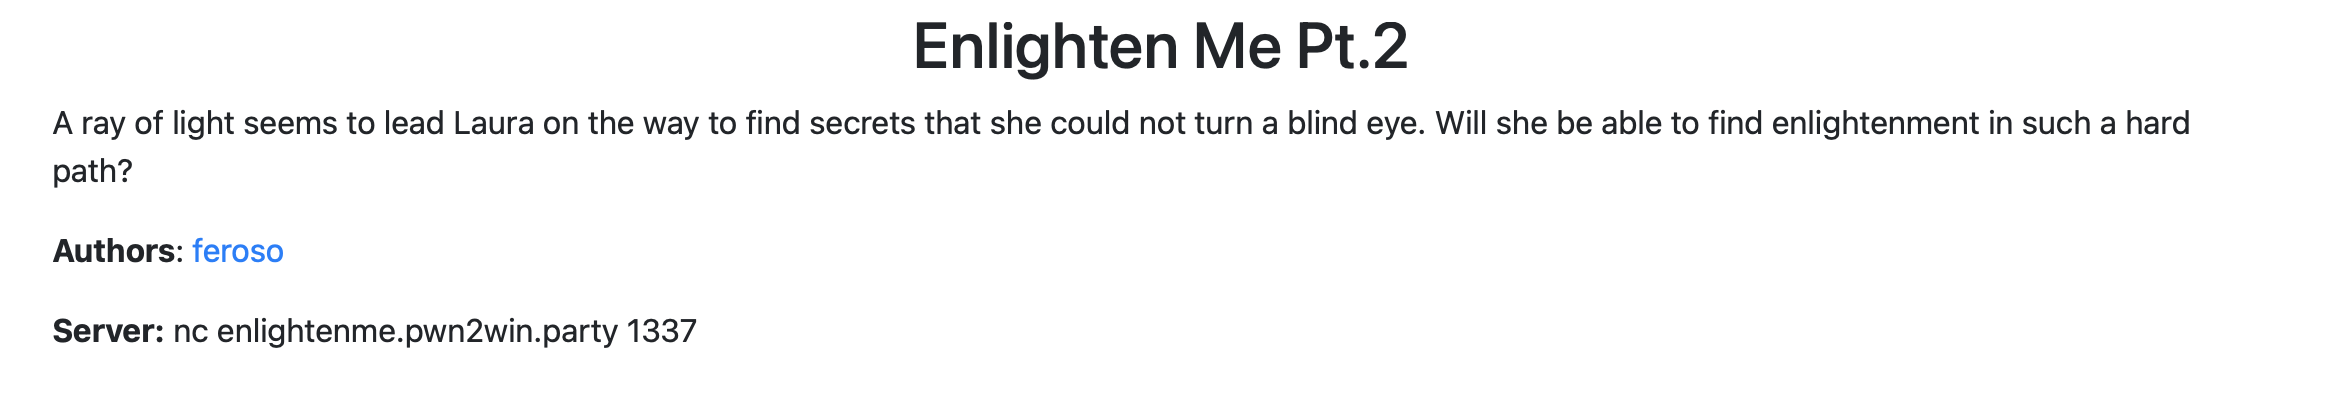 Enlighten Me Pt.2
A ray of light seems to lead Laura on the way to find secrets that she could not turn a blind eye. Will she be able to find enlightenment in such a hard
path?
Authors: feroso
Server: nc enlightenme.pwn2win.party 1337